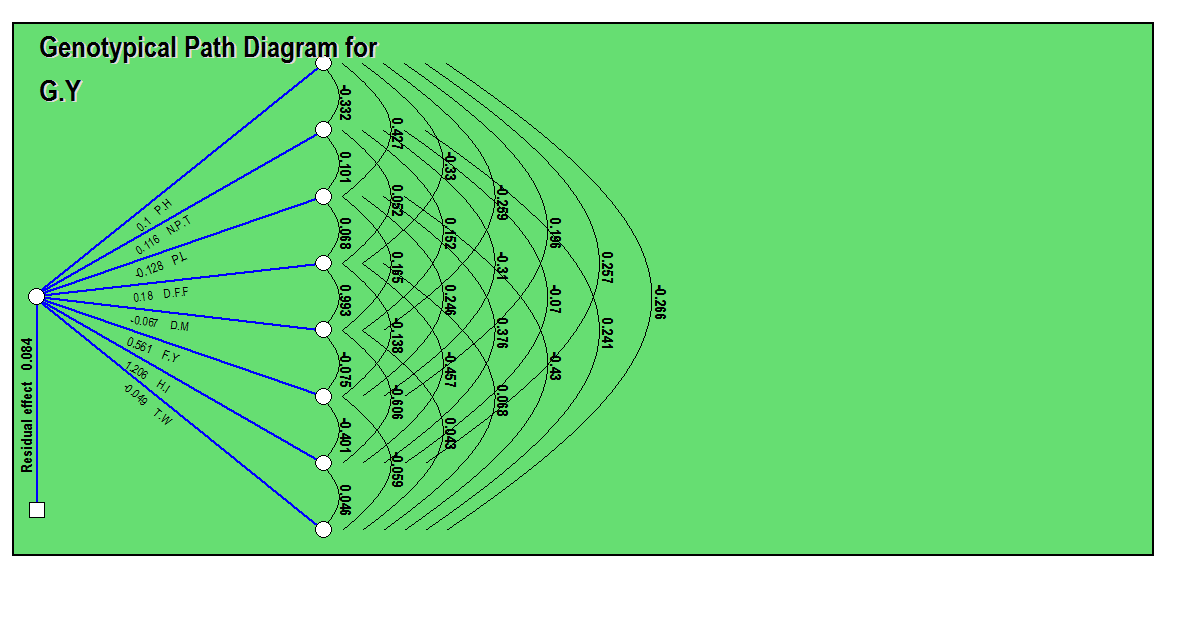 Genotypical Path Diagram for
G.Y
0.1 P.H
0.116 N.P.T
-0.128 P.L
0.18 D.F.F
-0.067 D.M
0.561 F,Y
1.206 H.I
-0.049 T.W
Residual effect 0.084
-0.332
0.101
0.068
0.993
-0.075
-0.401
0.046
0.427
0.052
0.165
-0.138
-0.606
-0.059
-0.33
0.152
0.246
-0.457
0.043
-0.259
-0.31
0.376
0.068
0.196
-0.07
-0.43
0.257
0.241
-0.266